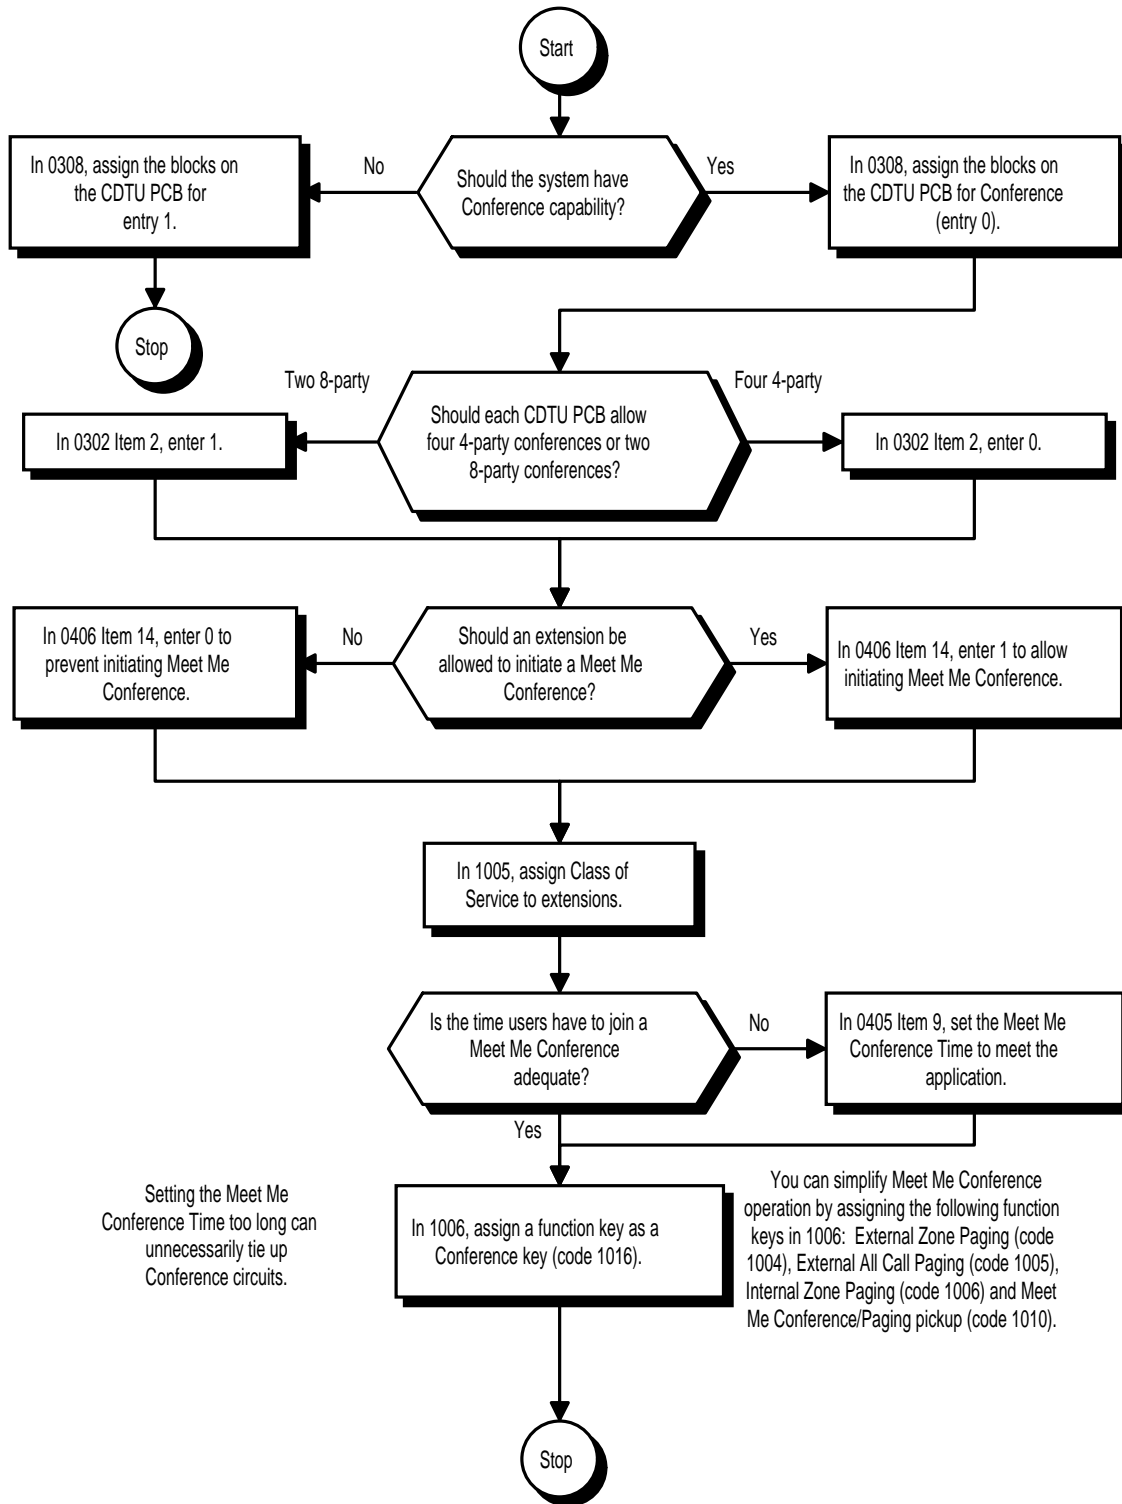 Start
In 0308, assign the blocks on
the CDTU PCB for
entry 1.
No
Should the system have
Conference capability?
Yes
In 0308, assign the blocks on
the CDTU PCB for Conference
(entry 0).
Stop
Two 8-party
Four 4-party
In 0302 Item 2, enter 1.
Should each CDTU PCB allow
four 4-party conferences or two
8-party conferences?
In 0302 Item 2, enter 0.
In 0406 Item 14, enter 0 to
prevent initiating Meet Me
Conference.
No
Should an extension be
allowed to initiate a Meet Me
Conference?
Yes
In 0406 Item 14, enter 1 to allow
initiating Meet Me Conference.
In 1005, assign Class of
Service to extensions.
Is the time users have to join a
Meet Me Conference
adequate?
No
In 0405 Item 9, set the Meet Me
Conference Time to meet the
application.
Yes
Setting the Meet Me
Conference Time too long can
unnecessarily tie up
Conference circuits.
In 1006, assign a function key as a
Conference key (code 1016).
You can simplify Meet Me Conference
operation by assigning the following function
keys in 1006:  External Zone Paging (code
1004), External All Call Paging (code 1005),
Internal Zone Paging (code 1006) and Meet
Me Conference/Paging pickup (code 1010).
Stop